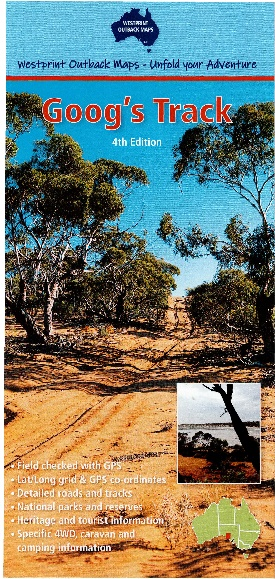 WESTPRINT
OUTBACK MAPS
Westprint Outback Maps - Unfold your Adventure
Goog's Track
4th Edition
• Field checked with GPS
• Lat/Long grid & GPS co-ordinates
• Detailed roads and tracks
• National parks and reserves
• Heritage and tourist information
• Specific 4WD, caravan and
camping information